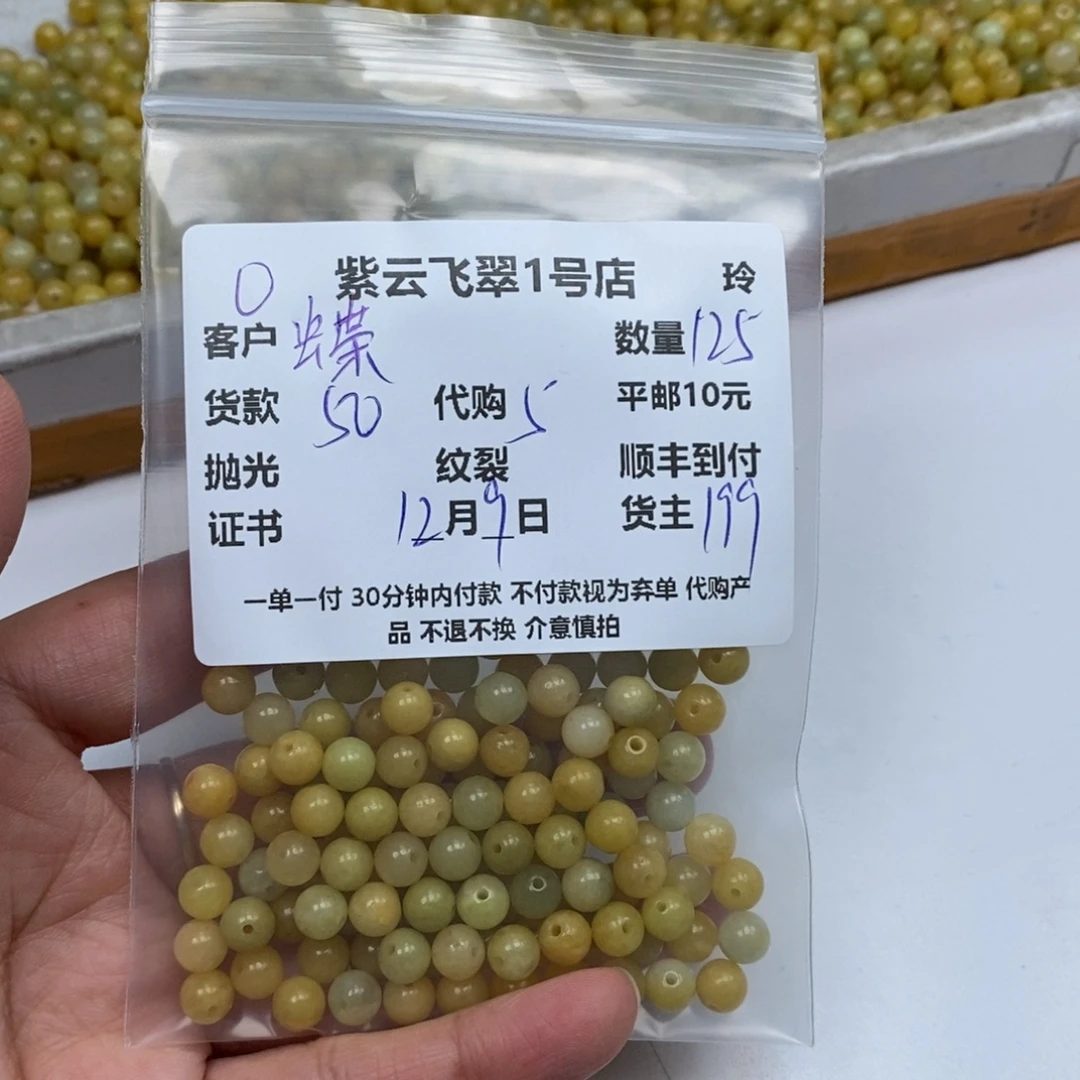 0 紫云飞翠1号店 玲
客户 蝶 数量 125
货款 50 代购 5 平邮10元
抛光 纹裂 顺丰到付
证书 12月9日 货主 199
一单一付 30分钟内付款 不付款视为弃单 代购产
品 不退不换 介意慎拍